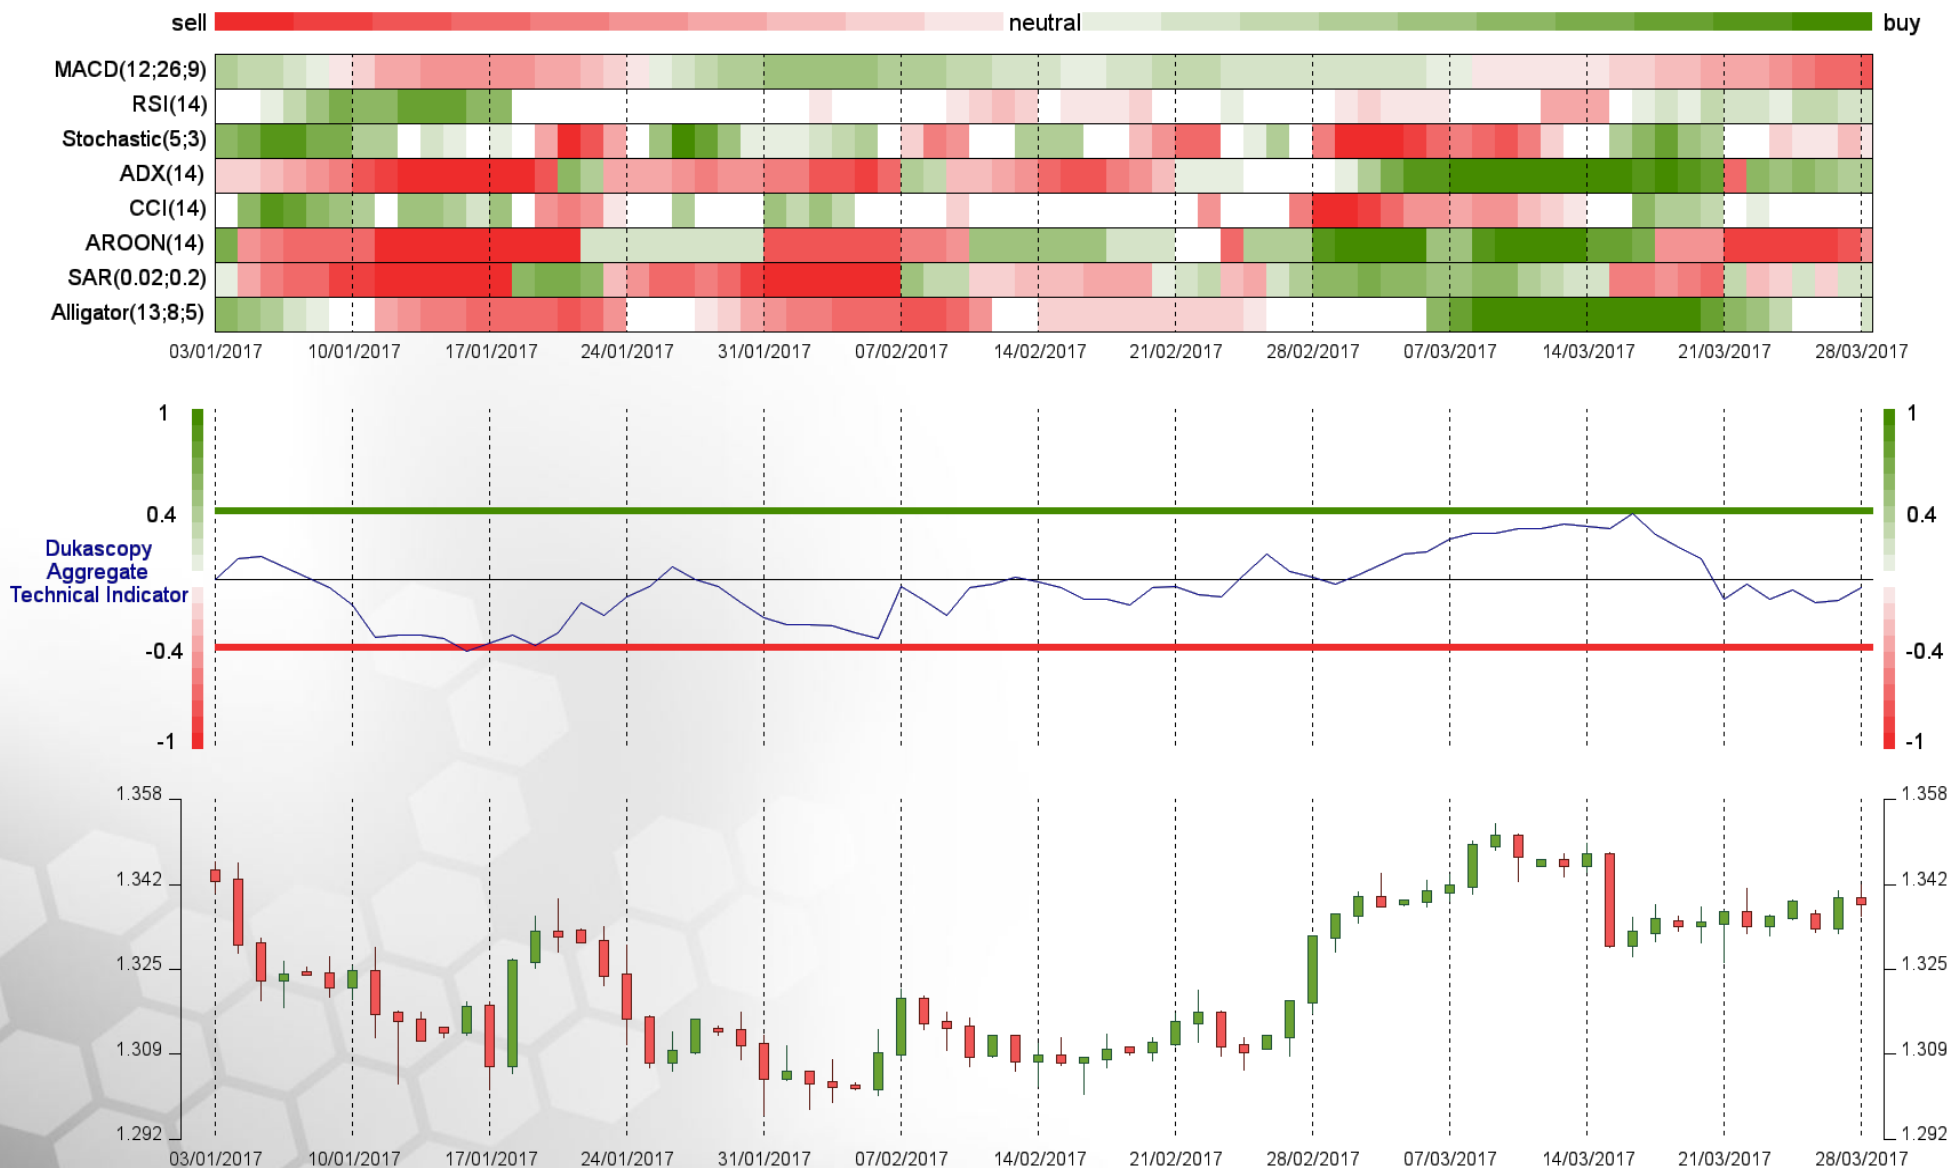 sell neutral buy
MACD(12;26;9)
RSI(14)
Stochastic(5;3)
ADX(14)
CCI(14)
AROON(14)
SAR(0.02;0.2)
Alligator(13;8;5)
03/01/2017 10/01/2017 17/01/2017 24/01/2017 31/01/2017 07/02/2017 14/02/2017 21/02/2017 28/02/2017 07/03/2017 14/03/2017 21/03/2017 28/03/2017
1 1
0.4 0.4
Dukascopy
Aggregate
Technical Indicator
-0.4 -0.4
-1 -1
1.358 1.358
1.342 1.342
1.325 1.325
1.309 1.309
1.292 1.292
03/01/2017 10/01/2017 17/01/2017 24/01/2017 31/01/2017 07/02/2017 14/02/2017 21/02/2017 28/02/2017 07/03/2017 14/03/2017 21/03/2017 28/03/2017